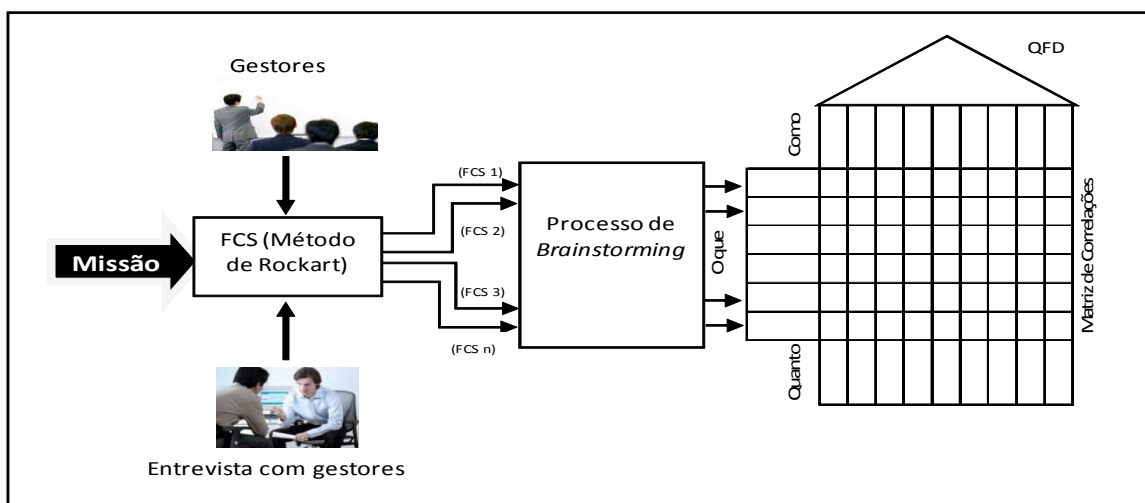 Gestores
QFD
Como
(FCS 1)
(FCS 2)
FCS (Método
de Rockart)
Missão
Processo de
Brainstorming
O que
Matriz de Correlações
(FCS 3)
(FCS n)
Quanto
Entrevista com gestores